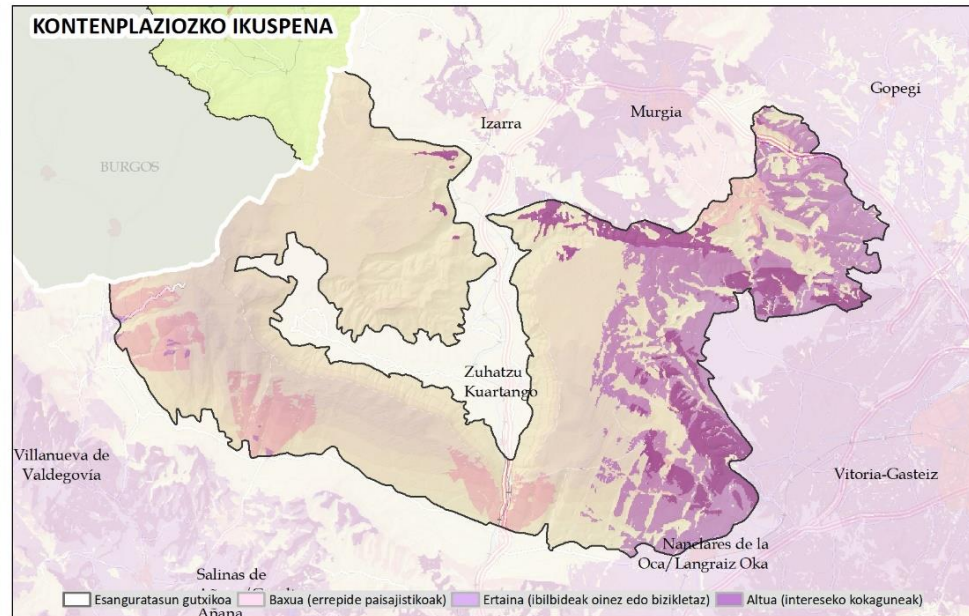 KONTENPLAZIOZKO IKUSPENA
Gopegi
Murgia
Izarra
BURGOS
Zuhatzu
Kuartango
Villanueva de
Valdegovía
Vitoria-Gasteiz
Nanclares de la
Oca/Langraiz Oka
Salinas de
Añana
Esanguratasun gutxikoa
Baxua (errepide paisajistikoak)
Ertaina (ibilbideak oinez edo bizikletaz)
Altua (intereseko kokaguneak)